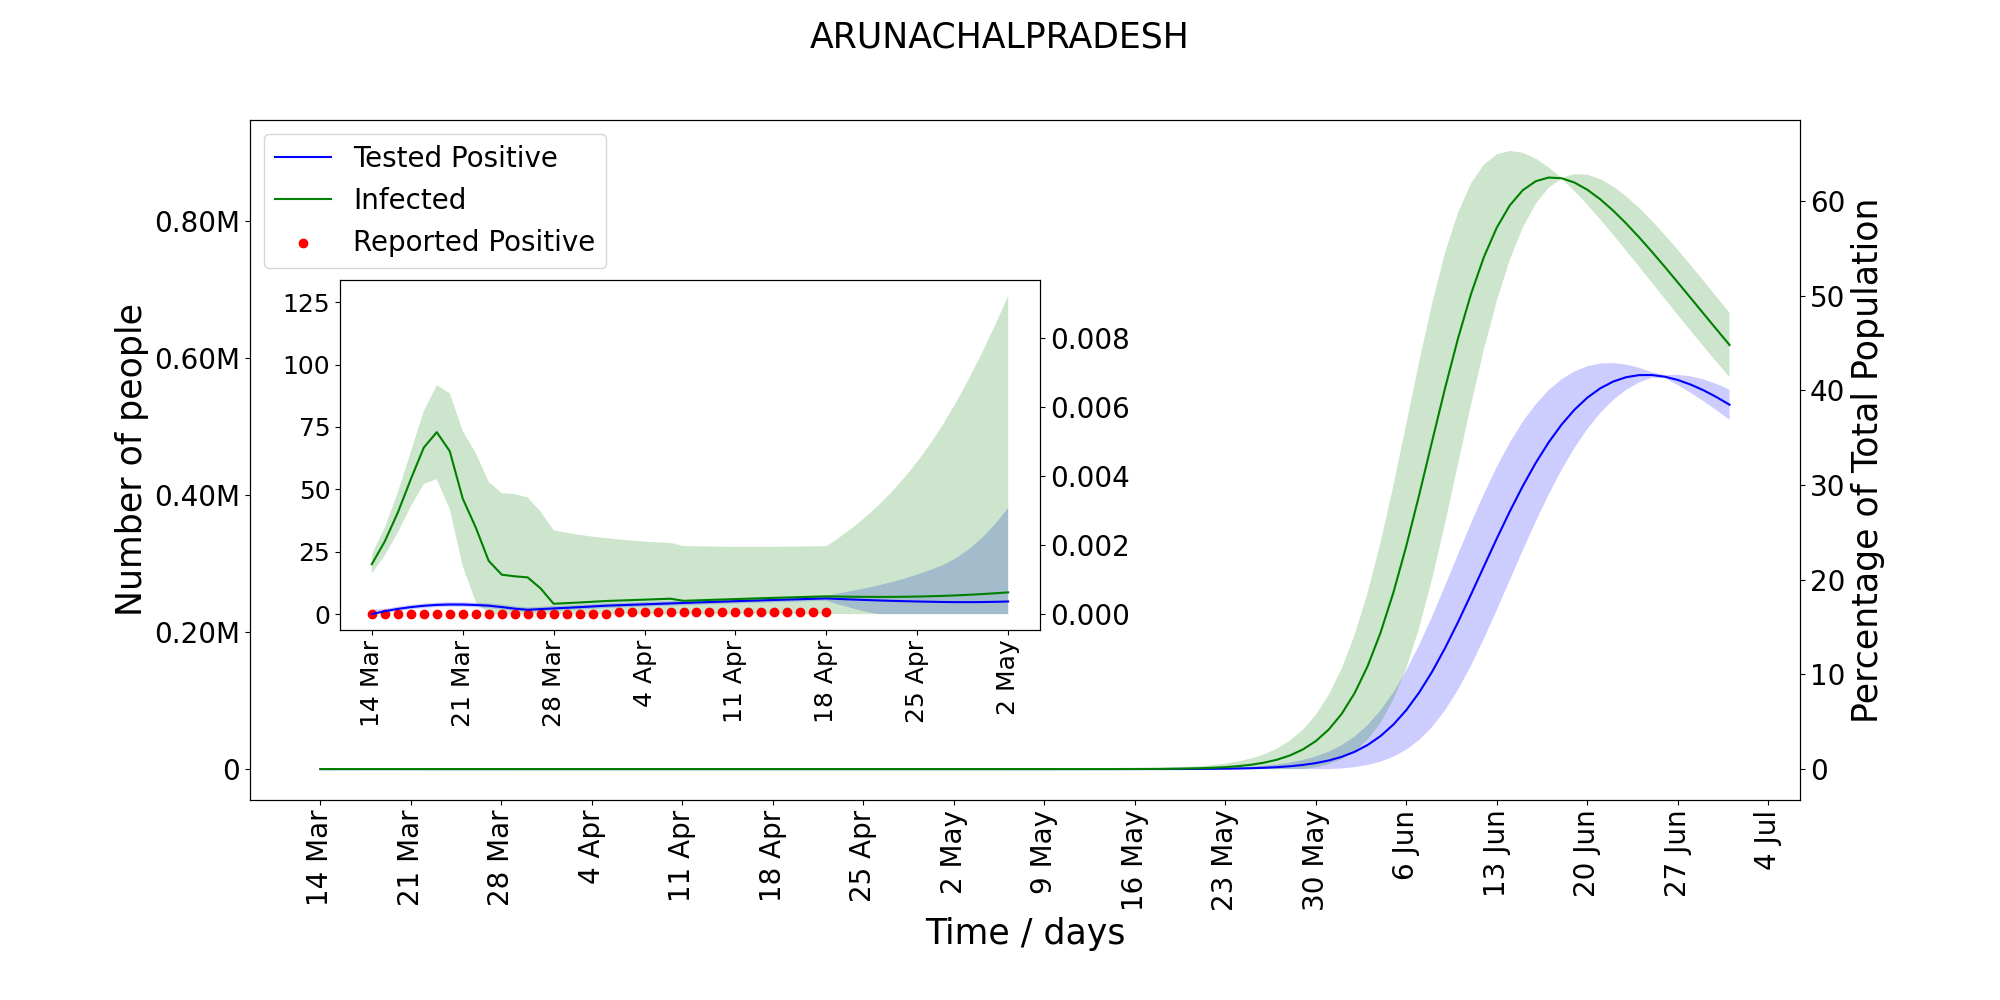 ARUNACHALPRADESH
Tested Positive
Infected
Reported Positive
Number of people
0.80M
0.60M
0.40M
0.20M
0
125
100
75
50
25
0
0.008
0.006
0.004
0.002
0.000
14 Mar
21 Mar
28 Mar
4 Apr
11 Apr
18 Apr
25 Apr
2 May
60
50
40
30
20
10
0
Percentage of Total Population
14 Mar
21 Mar
28 Mar
4 Apr
11 Apr
18 Apr
25 Apr
2 May
9 May
16 May
23 May
30 May
6 Jun
13 Jun
20 Jun
27 Jun
4 Jul
Time / days